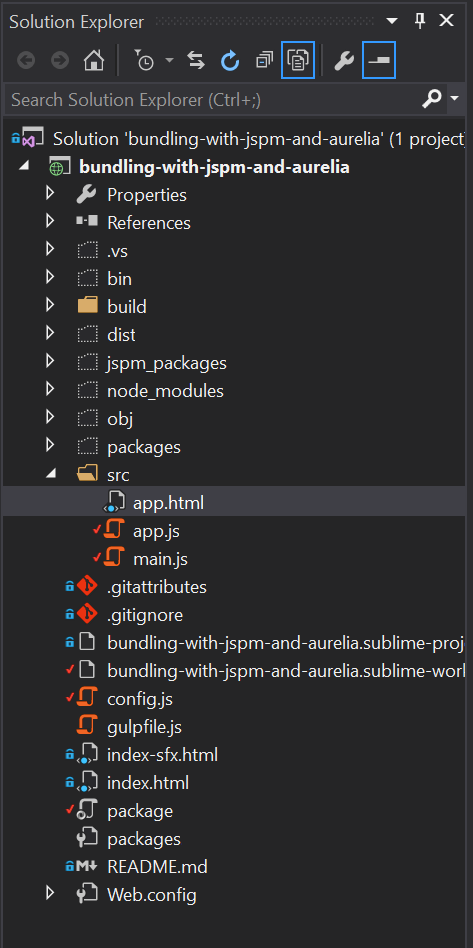 Solution Explorer
Search Solution Explorer (Ctrl+;)
Solution 'bundling-with-jspm-and-aurelia' (1 project)
bundling-with-jspm-and-aurelia
Properties
References
.vs
bin
build
dist
jspm_packages
node_modules
obj
packages
src
app.html
app.js
main.js
.gitattributes
.gitignore
bundling-with-jspm-and-aurelia.sublime-proj
bundling-with-jspm-and-aurelia.sublime-wor
config.js
gulpfile.js
index-sfx.html
index.html
package
packages
M↓ README.md
Web.config